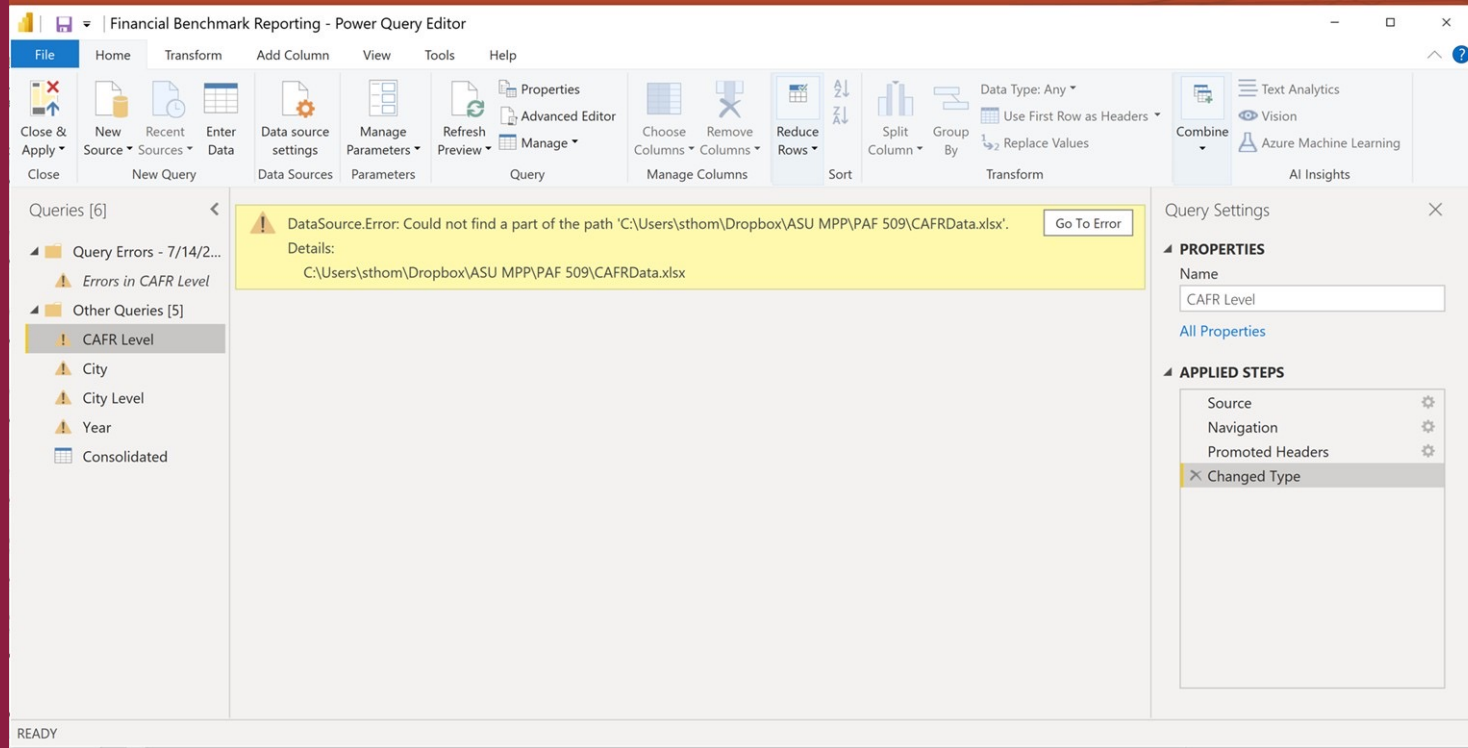 Financial Benchmark Reporting - Power Query Editor
File Home Transform Add Column View Tools Help
Close & Apply
New Source
Recent Sources
Enter Data
Data source settings
Manage Parameters
Refresh Preview
Properties
Advanced Editor
Manage
Choose Columns
Remove Columns
Reduce Rows
Split Column
Group By
Data Type: Any
Use First Row as Headers
Replace Values
Combine
Text Analytics
Vision
Azure Machine Learning
Close New Query Data Sources Parameters Query Manage Columns Sort Transform AI Insights
Queries [6]
Query Errors - 7/14/2...
Errors in CAFR Level
Other Queries [5]
CAFR Level
City
City Level
Year
Consolidated
DataSource.Error: Could not find a part of the path 'C:\Users\sthom\Dropbox\ASU MPP\PAF 509\CAFRData.xlsx'.
Details:
C:\Users\sthom\Dropbox\ASU MPP\PAF 509\CAFRData.xlsx
Go To Error
Query Settings
PROPERTIES
Name
CAFR Level
All Properties
APPLIED STEPS
Source
Navigation
Promoted Headers
Changed Type
READY